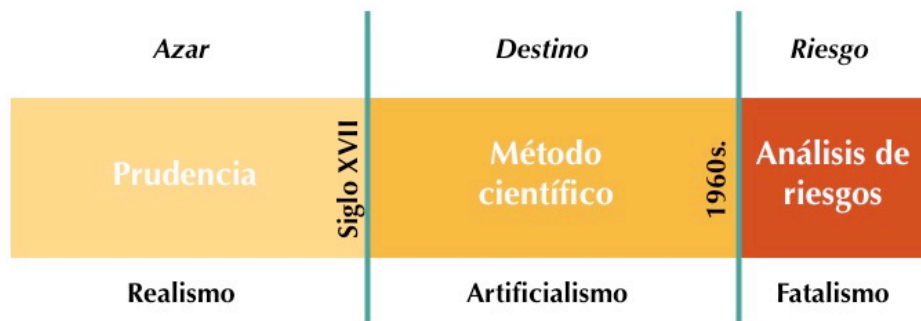 Azar
Destino
Riesgo
Prudencia
Siglo XVII
Método
científico
1960s.
Análisis de
riesgos
Realismo
Artificialismo
Fatalismo